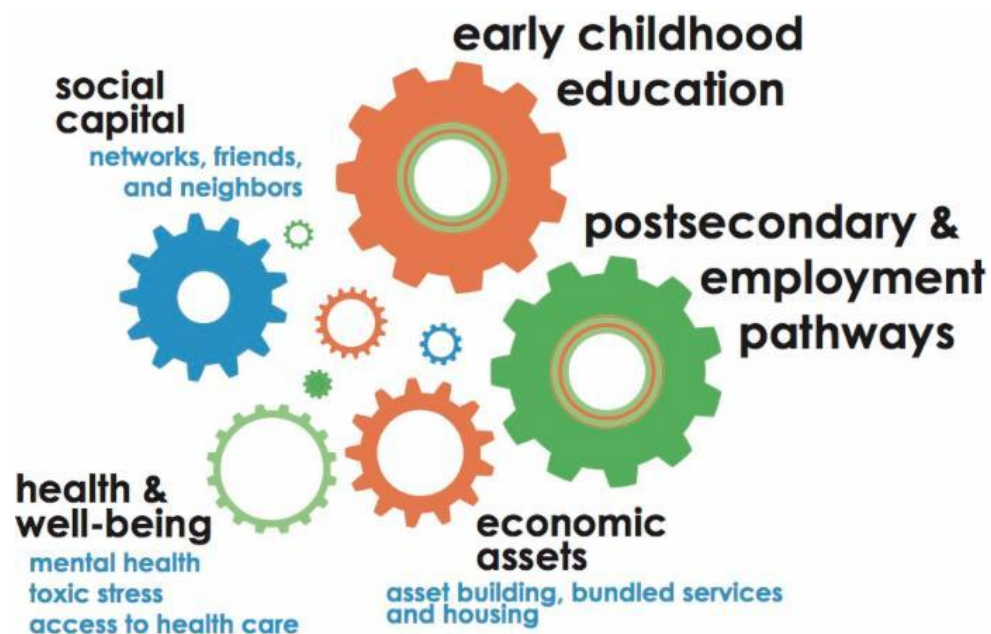 early childhood
education
social
capital
networks, friends,
and neighbors
postsecondary &
employment
pathways
health &
well-being
mental health
toxic stress
access to health care
economic
assets
asset building, bundled services
and housing